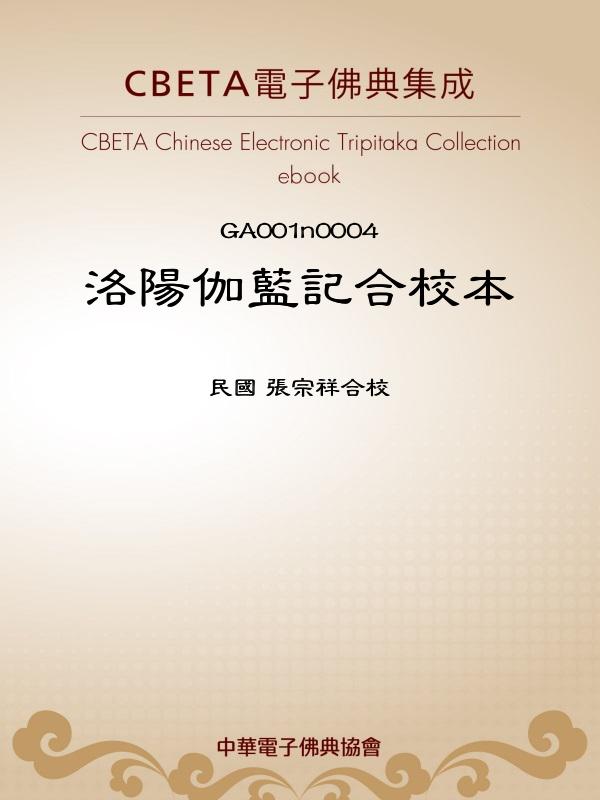 CBETA電子佛典集成
CBETA Chinese Electronic Tripitaka Collection
ebook
GA001n0004
洛陽伽藍記合校本
民國 張宗祥合校
中華電子佛典協會